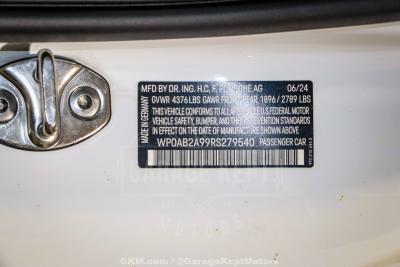 MFD BY DR. ING. H.C. F. PORSCHE AG 06/24
GVWR 4376LBS GAWR FRONT/REAR 1896 / 2789 LBS
THIS VEHICLE CONFORMS TO ALL APPLICABLE U.S. FEDERAL MOTOR
VEHICLE SAFETY, BUMPER, AND THEFT PREVENTION STANDARDS
IN EFFECT ON THE DATE OF MANUFACTURE SHOWN ABOVE.
WP0AB2A99RS279540 PASSENGER CAR
MADE IN GERMANY
GARAGE KEPT
GKM.com / @GarageKeptMotors